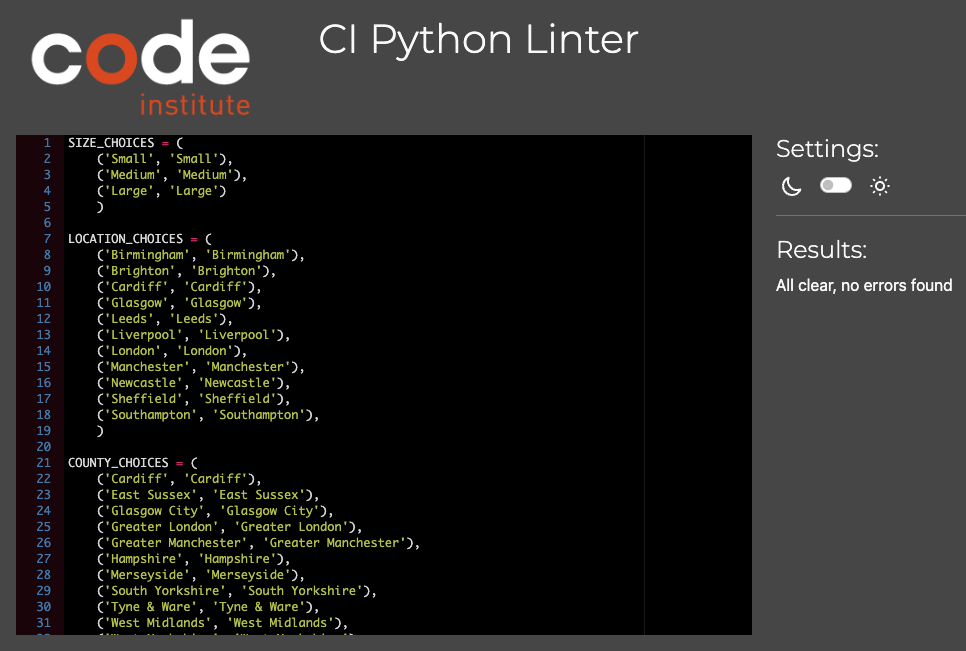 code
institute
CI Python Linter
1 SIZE_CHOICES = (
2 ('Small', 'Small'),
3 ('Medium', 'Medium'),
4 ('Large', 'Large')
5 )
6
7 LOCATION_CHOICES = (
8 ('Birmingham', 'Birmingham'),
9 ('Brighton', 'Brighton'),
10 ('Cardiff', 'Cardiff'),
11 ('Glasgow', 'Glasgow'),
12 ('Leeds', 'Leeds'),
13 ('Liverpool', 'Liverpool'),
14 ('London', 'London'),
15 ('Manchester', 'Manchester'),
16 ('Newcastle', 'Newcastle'),
17 ('Sheffield', 'Sheffield'),
18 ('Southampton', 'Southampton'),
19 )
20
21 COUNTY_CHOICES = (
22 ('Cardiff', 'Cardiff'),
23 ('East Sussex', 'East Sussex'),
24 ('Glasgow City', 'Glasgow City'),
25 ('Greater London', 'Greater London'),
26 ('Greater Manchester', 'Greater Manchester'),
27 ('Hampshire', 'Hampshire'),
28 ('Merseyside', 'Merseyside'),
29 ('South Yorkshire', 'South Yorkshire'),
30 ('Tyne & Ware', 'Tyne & Ware'),
31 ('West Midlands', 'West Midlands'),
Settings:
Results:
All clear, no errors found